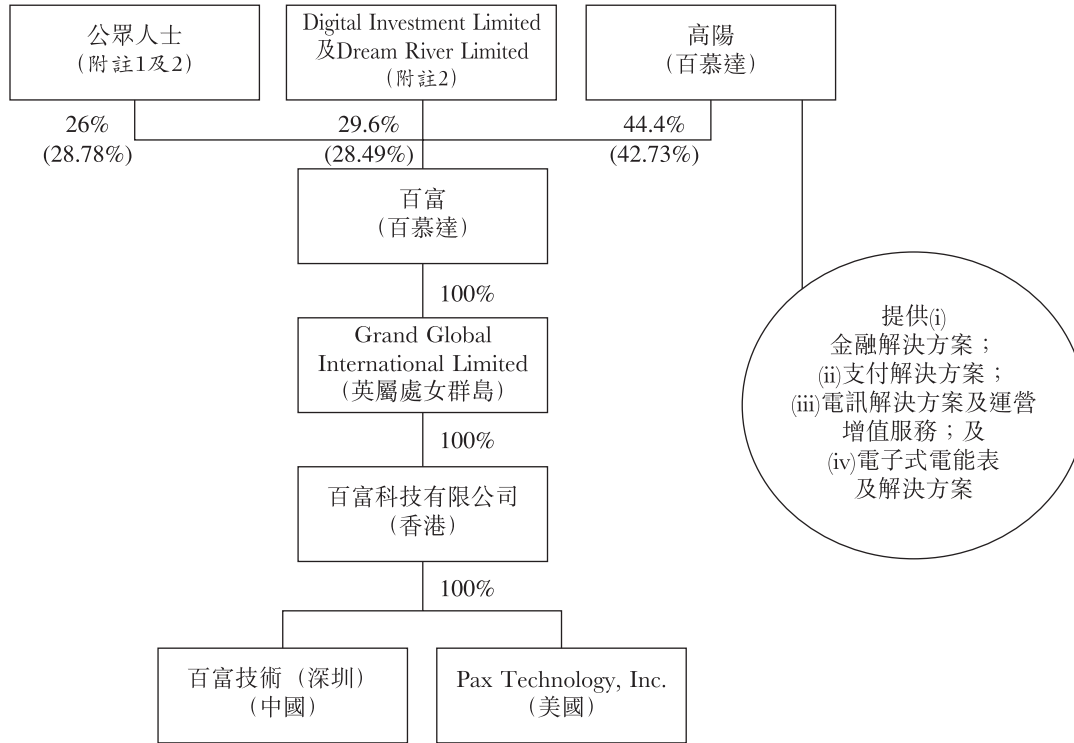 公眾人士
（附註1及2）
Digital Investment Limited
及Dream River Limited
（附註2）
高陽
（百慕達）
26%
(28.78%)
29.6%
(28.49%)
44.4%
(42.73%)
百富
（百慕達）
100%
Grand Global
International Limited
（英屬處女群島）
100%
百富科技有限公司
（香港）
100%
百富技術（深圳）
（中國）
Pax Technology, Inc.
（美國）
提供(i)
金融解決方案；
(ii)支付解決方案；
(iii)電訊解決方案及運營
增值服務；及
(iv)電子式電能表
及解決方案